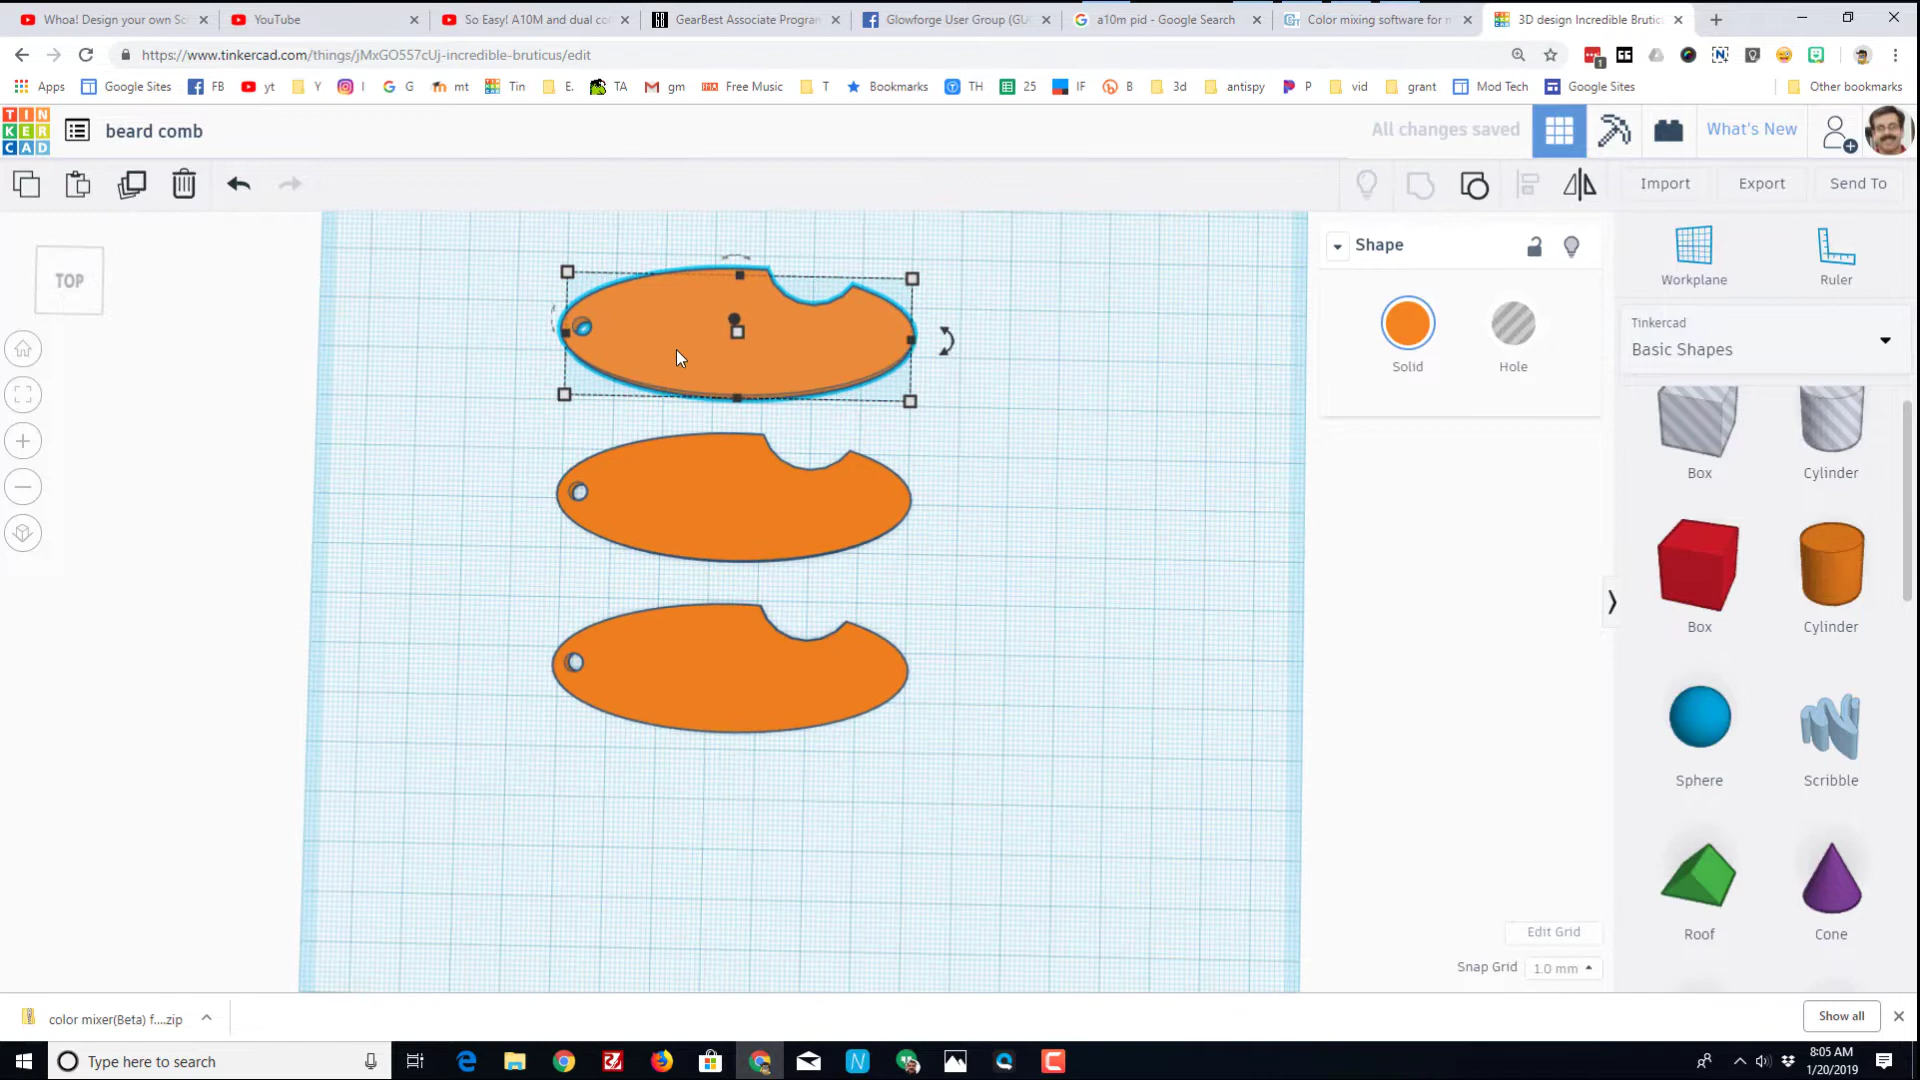 Whoa! Design your own So
YouTube
So Easy! A10M and dual co
GearBest Associate Program
Glowforge User Group (GU
a10m pid - Google Search
Color mixing software for m
3D design Incredible Brutic
https://www.tinkercad.com/things/jMxGO557cUj-incredible-bruticus/edit
1
Apps
Google Sites
FB
yt
Y
I
G
mt
Tin
E.
TA
gm
Free Music
T
Bookmarks
TH
25
IF
B
3d
antispy
P
vid
grant
Mod Tech
Google Sites
Other bookmarks
TIN
KER
CAD
beard comb
All changes saved
What's New
Import
Export
Send To
TOP
Shape
Solid
Hole
Workplane
Ruler
Tinkercad
Basic Shapes
Box
Cylinder
Box
Cylinder
Sphere
Scribble
Roof
Cone
Edit Grid
Snap Grid
1.0 mm
color mixer(Beta) f....zip
Show all
Type here to search
8:05 AM
1/20/2019